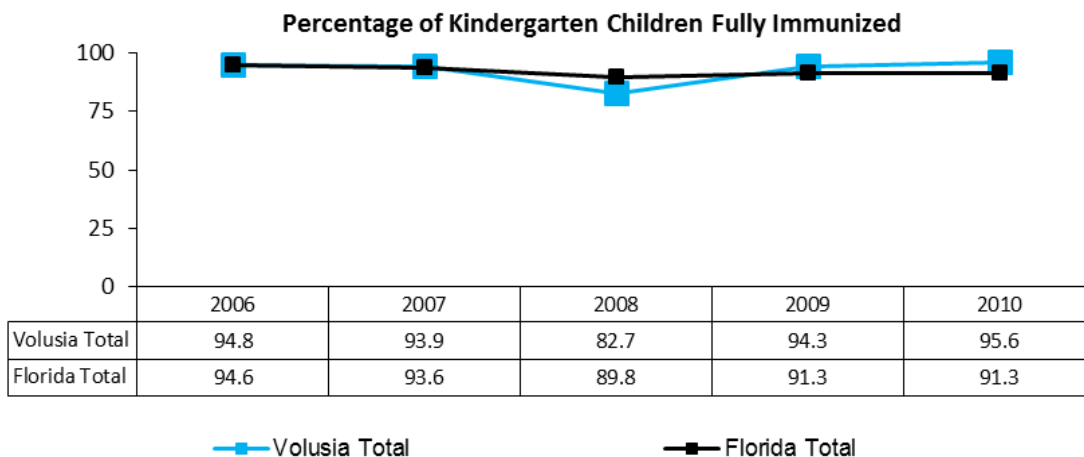 Percentage of Kindergarten Children Fully Immunized
100
75
50
25
0
2006 2007 2008 2009 2010
Volusia Total 94.8 93.9 82.7 94.3 95.6
Florida Total 94.6 93.6 89.8 91.3 91.3
Volusia Total Florida Total